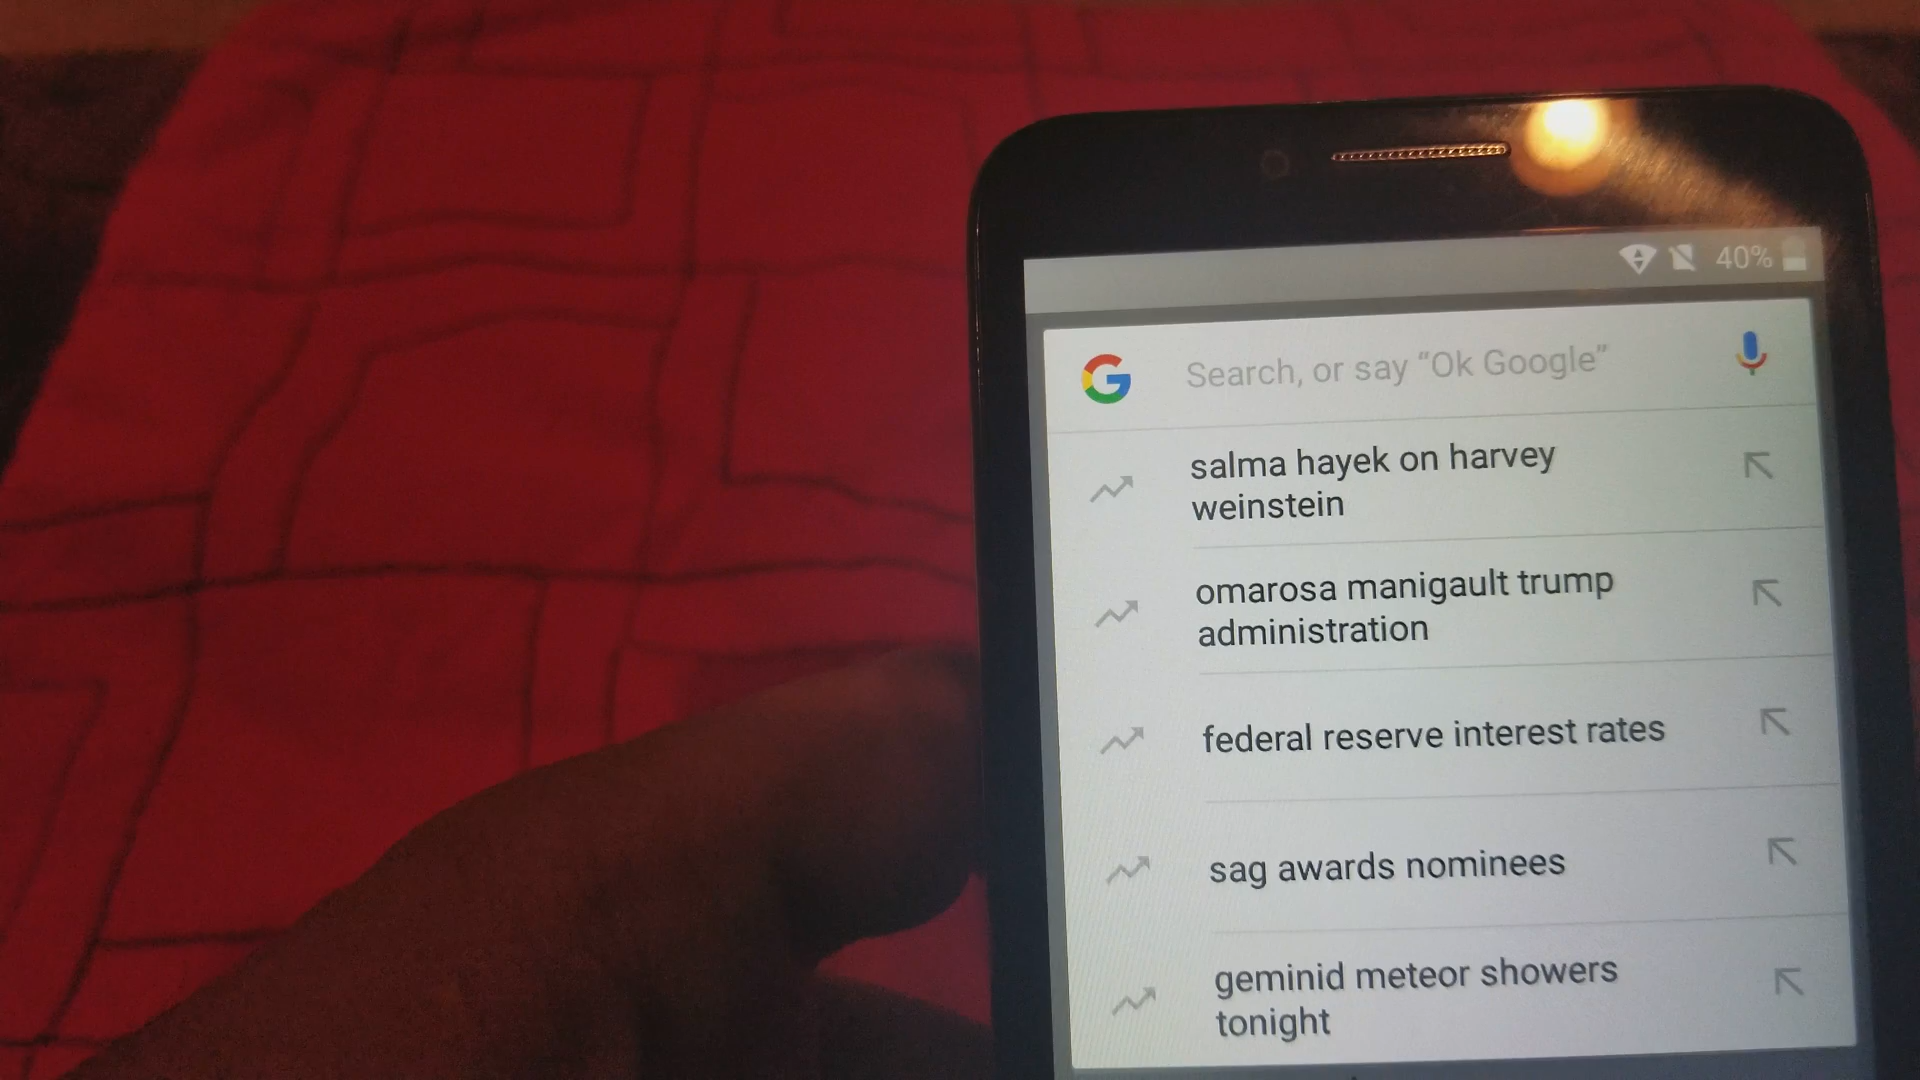 40%
Search, or say “Ok Google”
salma hayek on harvey
weinstein
omarosa manigault trump
administration
federal reserve interest rates
sag awards nominees
geminid meteor showers
tonight